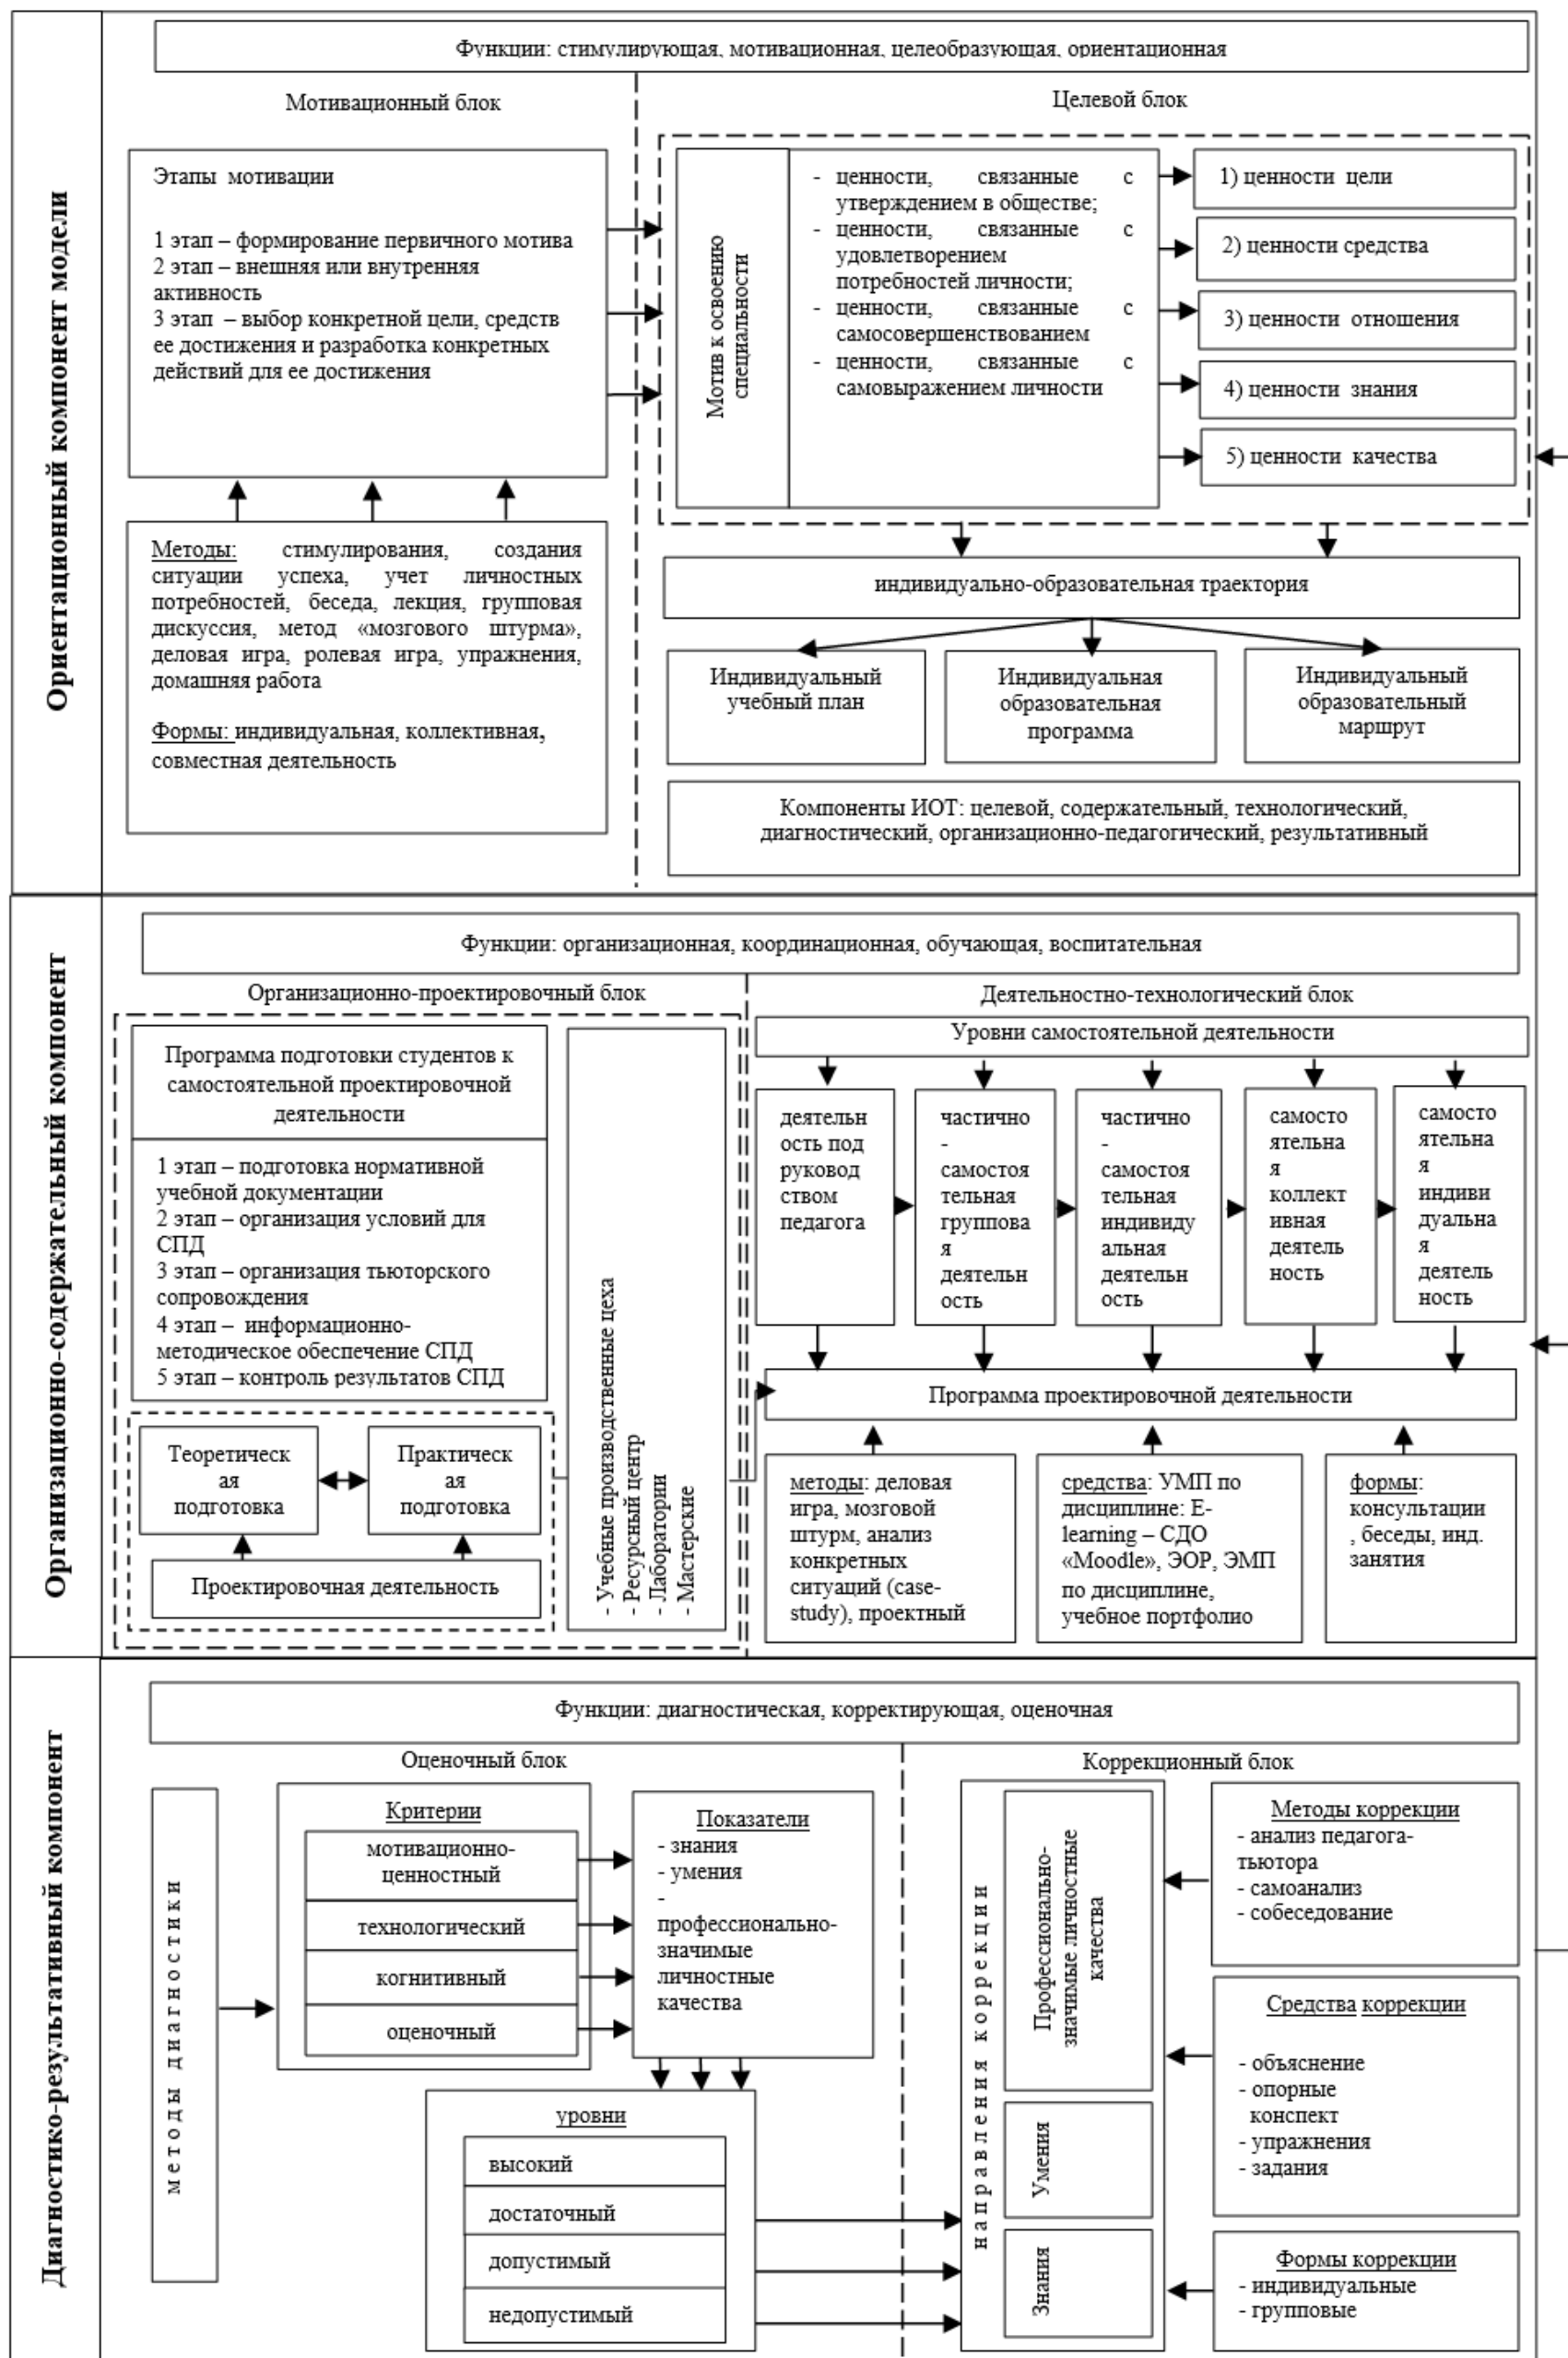 Ориентационный компонент модели
Функции: стимулирующая, мотивационная, целеобразующая, ориентационная
Мотивационный блок
Целевой блок
Этапы мотивации
1 этап – формирование первичного мотива
2 этап – внешняя или внутренняя
активность
3 этап – выбор конкретной цели, средств
ее достижения и разработка конкретных
действий для ее достижения
Методы: стимулирования, создания
ситуации успеха, учет личностных
потребностей, беседа, лекция, групповая
дискуссия, метод «мозгового штурма»,
деловая игра, ролевая игра, упражнения,
домашняя работа
Формы: индивидуальная, коллективная,
совместная деятельность
Мотив к освоению
специальности
- ценности, связанные с
утверждением в обществе;
- ценности, связанные с
удовлетворением
потребностей личности;
- ценности, связанные с
самосовершенствованием
- ценности, связанные с
самовыражением личности
1) ценности цели
2) ценности средства
3) ценности отношения
4) ценности знания
5) ценности качества
индивидуально-образовательная траектория
Индивидуальный
учебный план
Индивидуальная
образовательная
программа
Индивидуальный
образовательный
маршрут
Компоненты ИОТ: целевой, содержательный, технологический,
диагностический, организационно-педагогический, результативный
Организационно-содержательный компонент
Функции: организационная, координационная, обучающая, воспитательная
Организационно-проектировочный блок
Деятельностно-технологический блок
Программа подготовки студентов к
самостоятельной проектировочной
деятельности
1 этап – подготовка нормативной
учебной документации
2 этап – организация условий для
СПД
3 этап – организация тьюторского
сопровождения
4 этап – информационно-
методическое обеспечение СПД
5 этап – контроль результатов СПД
Теоретическ
ая
подготовка
Практическ
ая
подготовка
Проектировочная деятельность
- Учебные производственные цеха
- Ресурсный центр
- Лаборатории
- Мастерские
Уровни самостоятельной деятельности
деятельн
ость под
руковод
ством
педагога
частично
-
самостоя
тельная
группова
я
деятельн
ость
частично
-
самостоя
тельная
индивиду
альная
деятельн
ость
самосто
ятельна
я
коллект
ивная
деятель
ность
самосто
ятельна
я
индиви
дуальна
я
деятель
ность
Программа проектировочной деятельности
методы: деловая
игра, мозговой
штурм, анализ
конкретных
ситуаций (case-
study), проектный
средства: УМП по
дисциплине: E-
learning – СДО
«Moodle», ЭОР, ЭМП
по дисциплине,
учебное портфолио
формы:
консультации
, беседы, инд.
занятия
Диагностико-результативный компонент
Функции: диагностическая, корректирующая, оценочная
Оценочный блок
Коррекционный блок
методы диагностики
Критерии
мотивационно-
ценностный
технологический
когнитивный
оценочный
Показатели
- знания
- умения
-
профессионально-
значимые
личностные
качества
уровни
высокий
достаточный
допустимый
недопустимый
направления коррекции
Профессионально-
значимые личностные
качества
Умения
Знания
Методы коррекции
- анализ педагога-
тьютора
- самоанализ
- собеседование
Средства коррекции
- объяснение
- опорные
конспект
- упражнения
- задания
Формы коррекции
- индивидуальные
- групповые